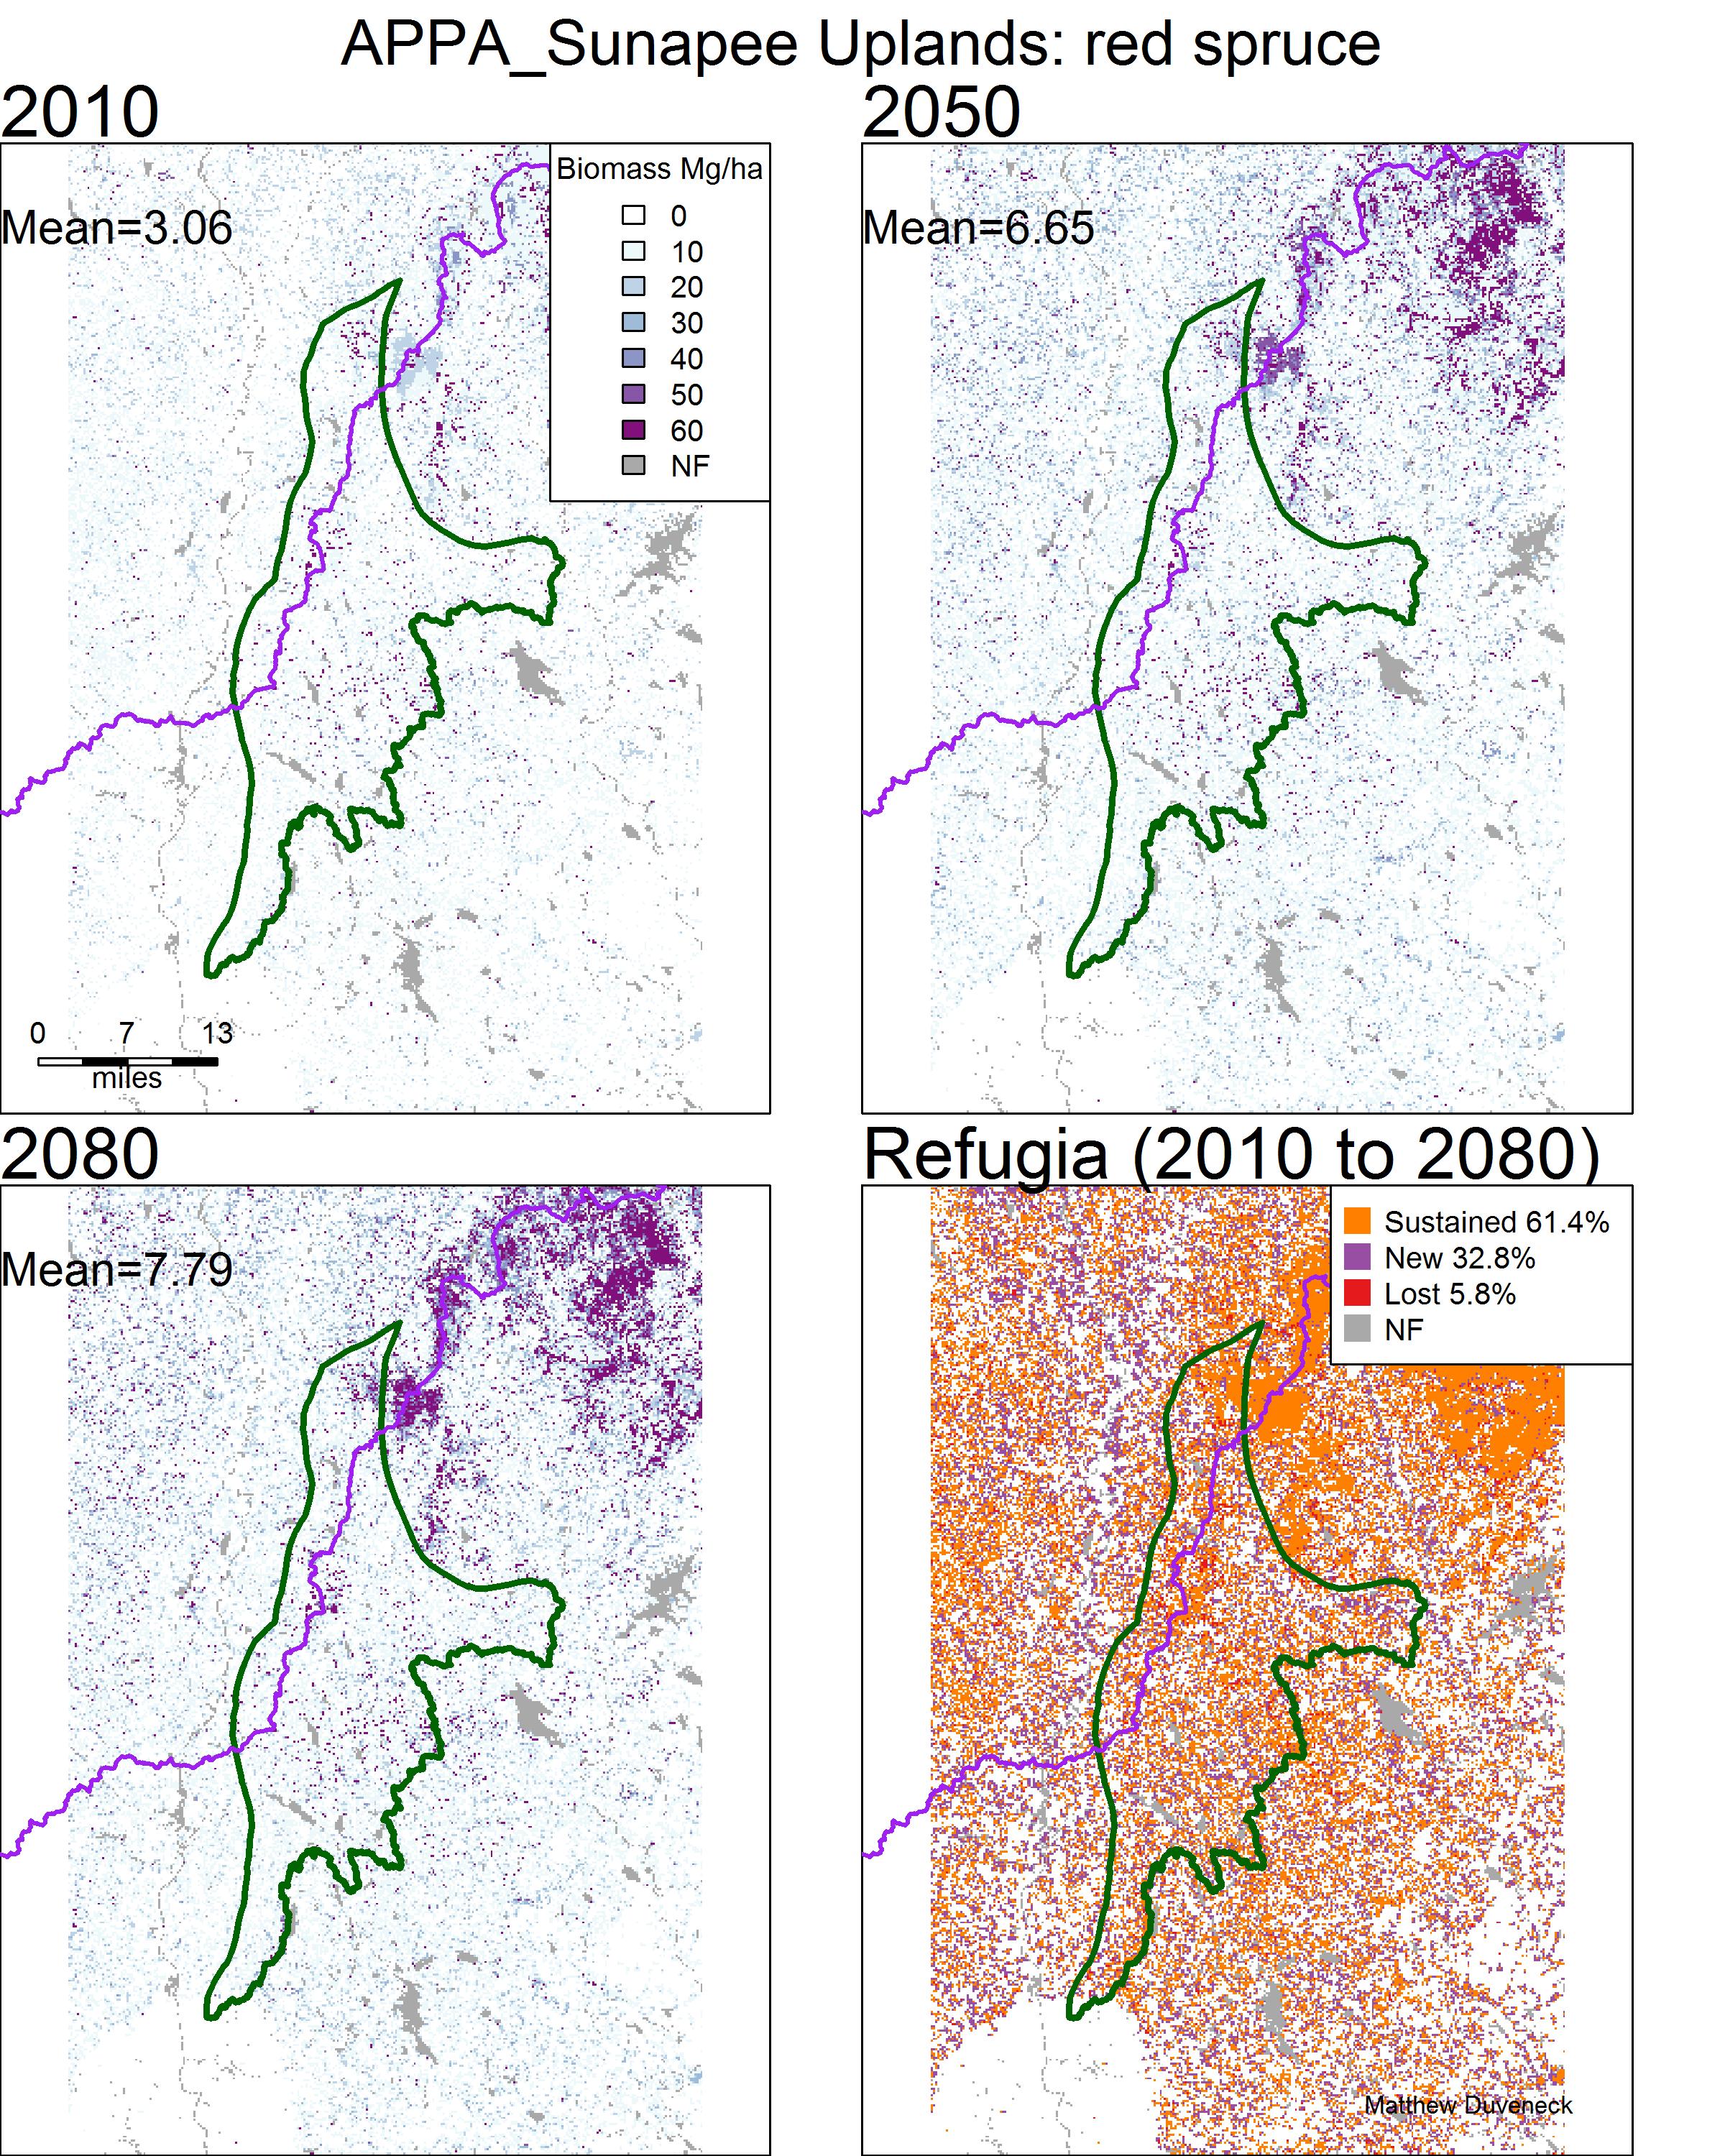 APPA_Sunapee Uplands: red spruce
2010
2050
Mean=3.06
Biomass Mg/ha
0
10
20
30
40
50
60
NF
0 7 13
miles
Mean=6.65
2080
Refugia (2010 to 2080)
Mean=7.79
Sustained 61.4%
New 32.8%
Lost 5.8%
NF
Matthew Duveneck